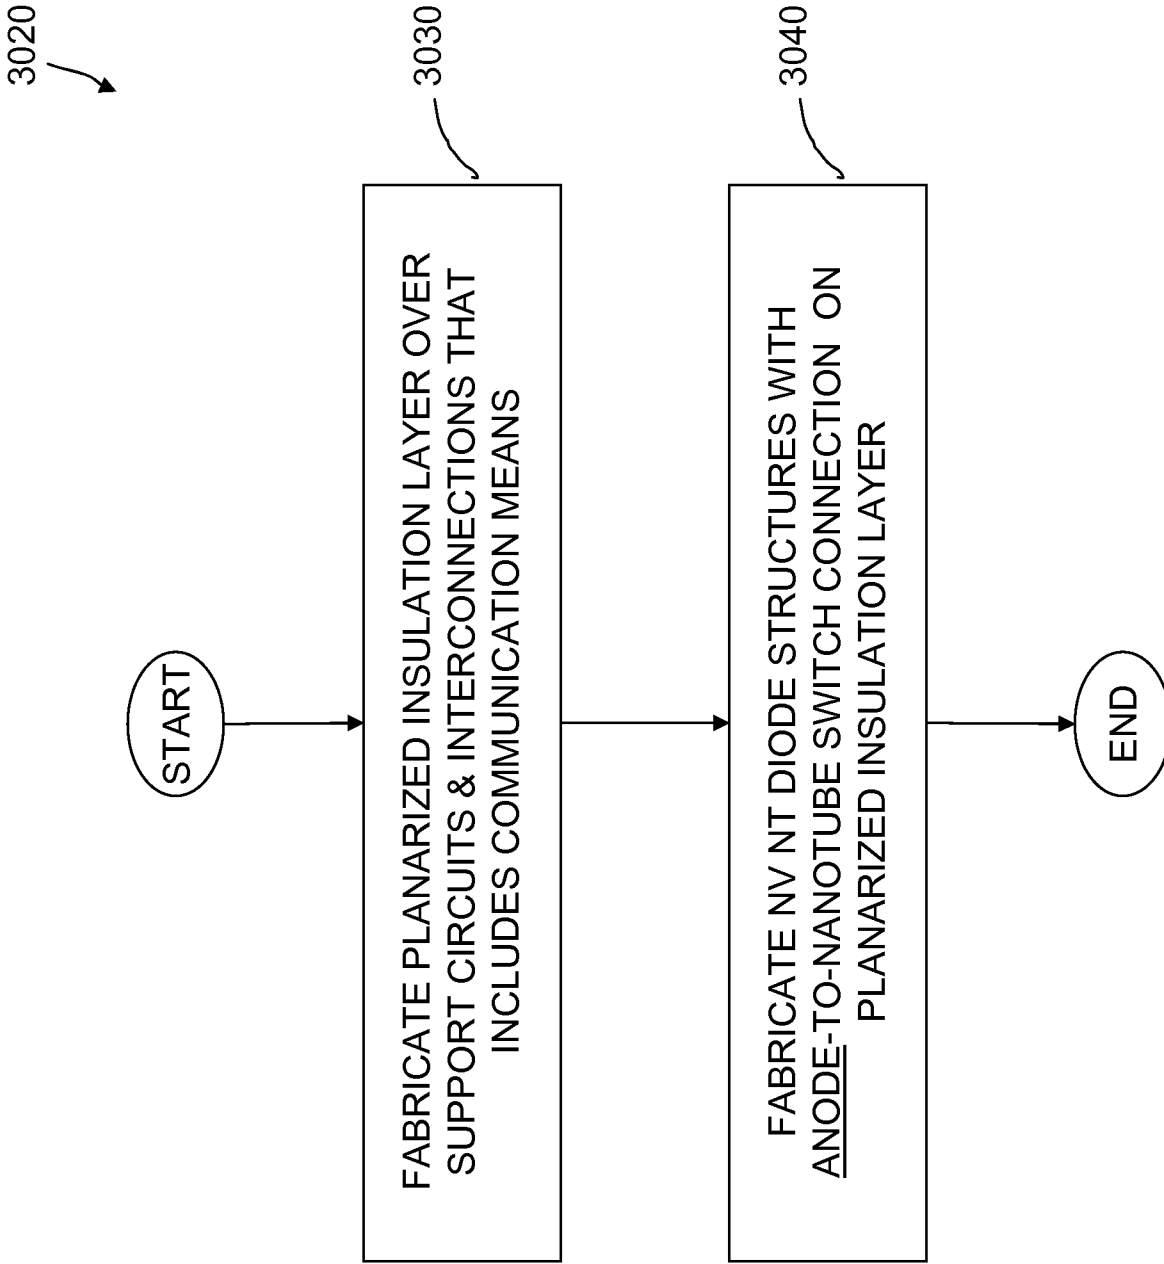 3020
START
FABRICATE PLANARIZED INSULATION LAYER OVER
SUPPORT CIRCUITS & INTERCONNECTIONS THAT
INCLUDES COMMUNICATION MEANS
3030
FABRICATE NV NT DIODE STRUCTURES WITH
ANODE-TO-NANOTUBE SWITCH CONNECTION ON
PLANARIZED INSULATION LAYER
3040
END